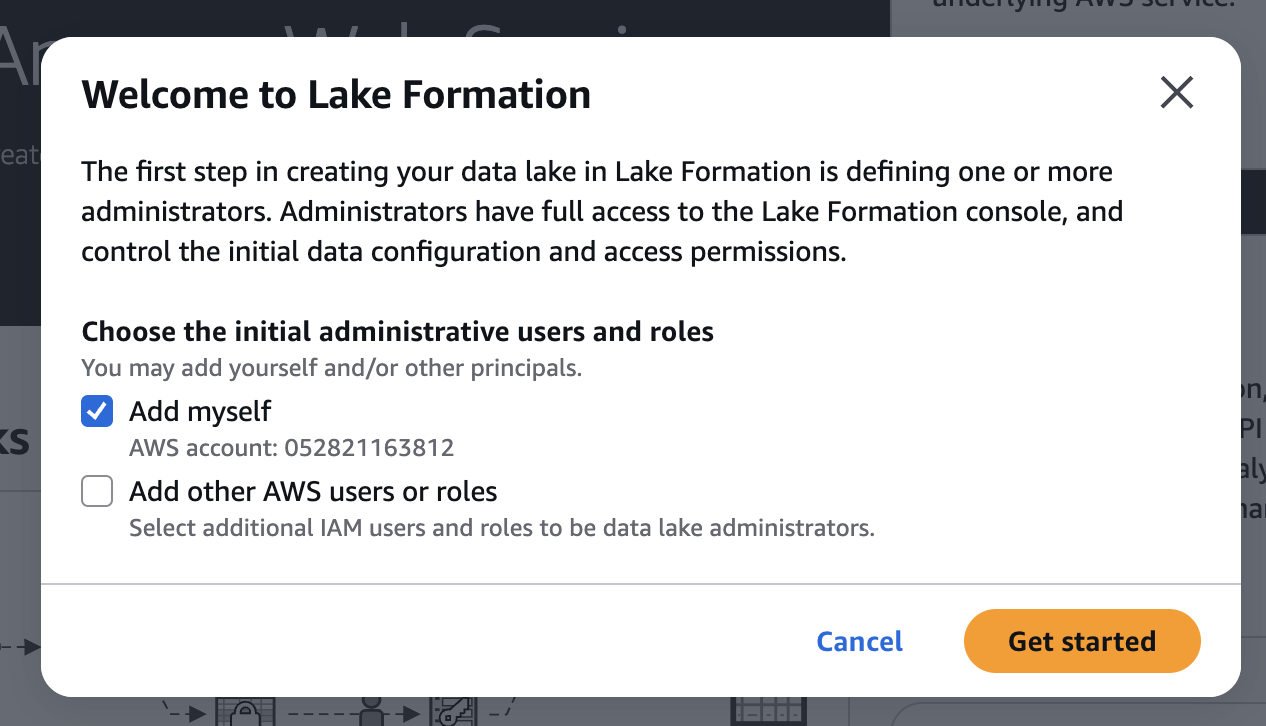 underlying AWS service.
Welcome to Lake Formation
The first step in creating your data lake in Lake Formation is defining one or more
administrators. Administrators have full access to the Lake Formation console, and
control the initial data configuration and access permissions.
Choose the initial administrative users and roles
You may add yourself and/or other principals.
Add myself
AWS account: 052821163812
Add other AWS users or roles
Select additional IAM users and roles to be data lake administrators.
Cancel
Get started